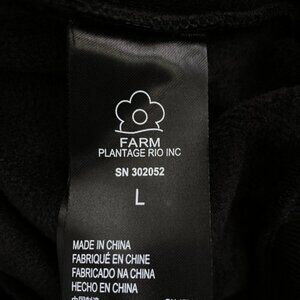 FARM
PLANTAGE RIO INC
SN 302052
L
MADE IN CHINA
FABRIQUÉ EN CHINE
FABRICADO NA CHINA
HECHO EN CHINA